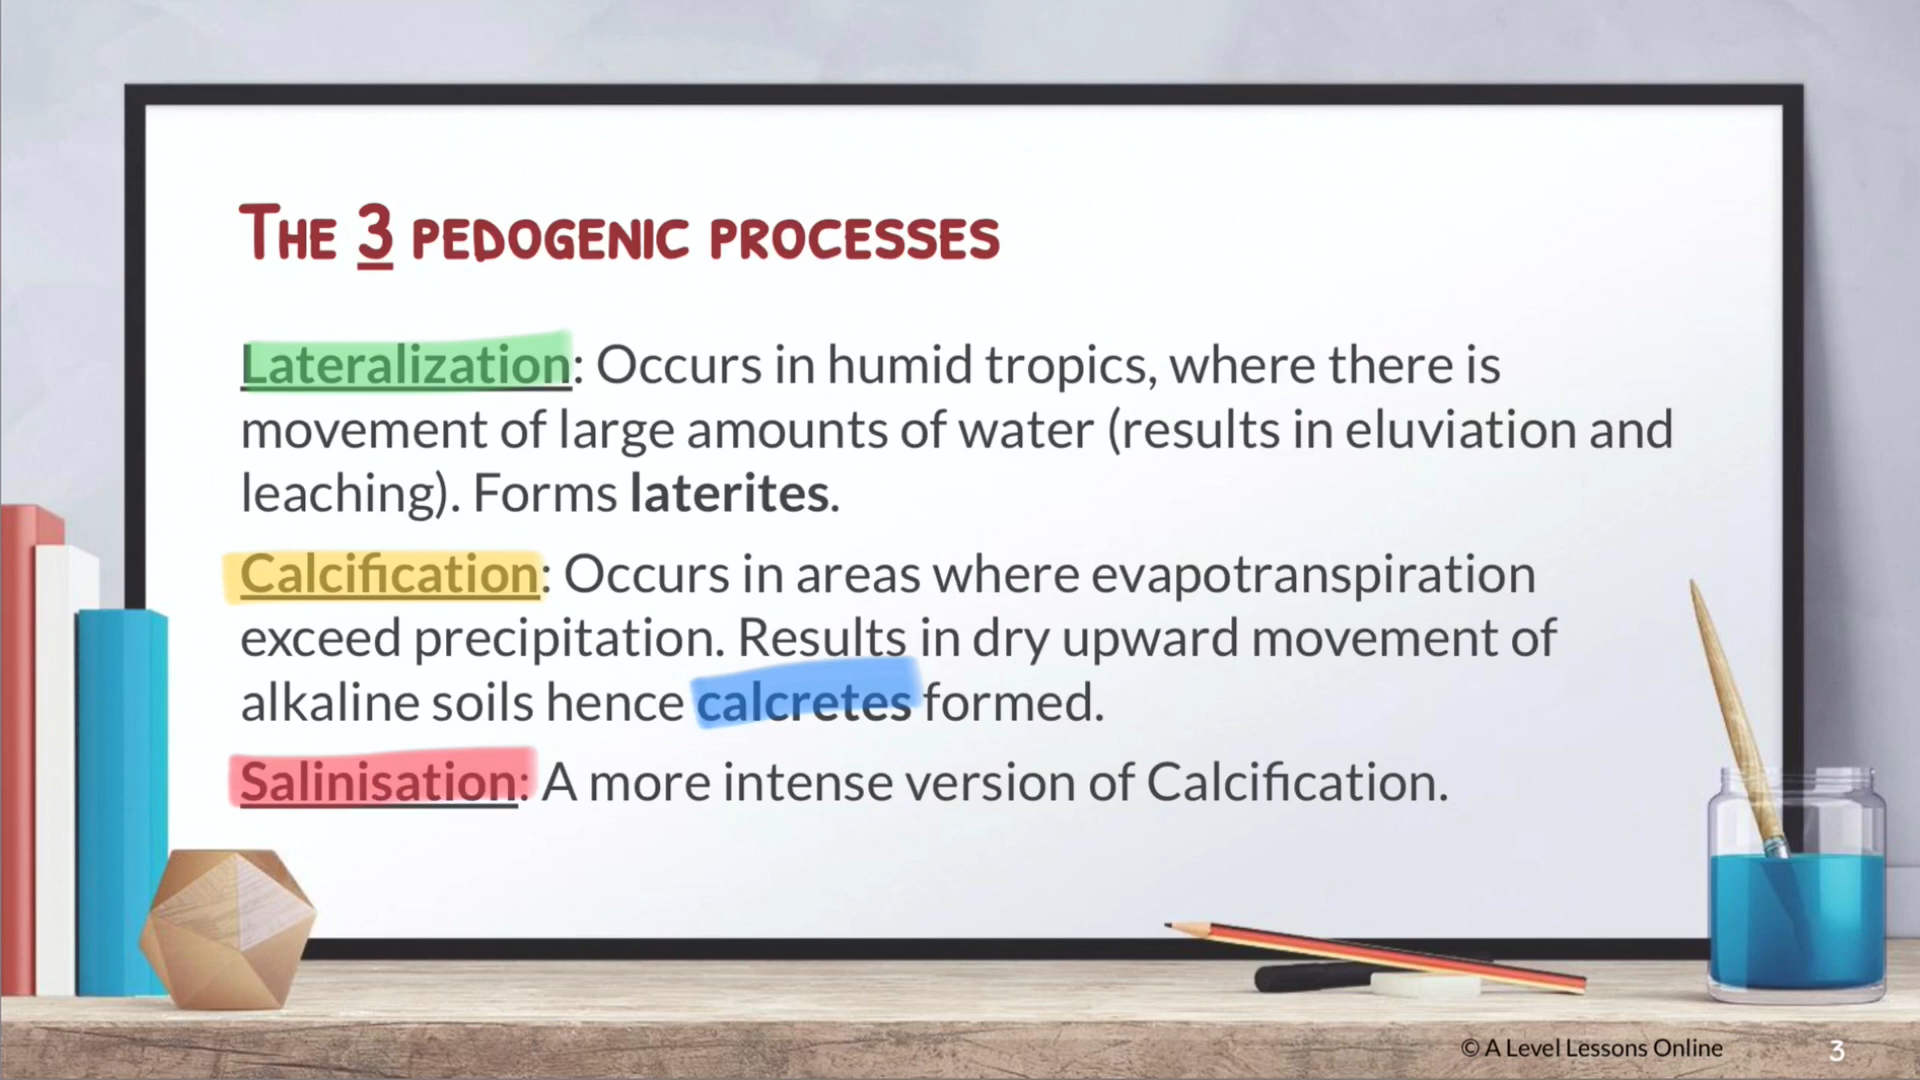 The 3 pedogenic processes
Lateralization: Occurs in humid tropics, where there is
movement of large amounts of water (results in eluviation and
leaching). Forms laterites.
Calcification: Occurs in areas where evapotranspiration
exceed precipitation. Results in dry upward movement of
alkaline soils hence calcretes formed.
Salinisation: A more intense version of Calcification.
© A Level Lessons Online
3